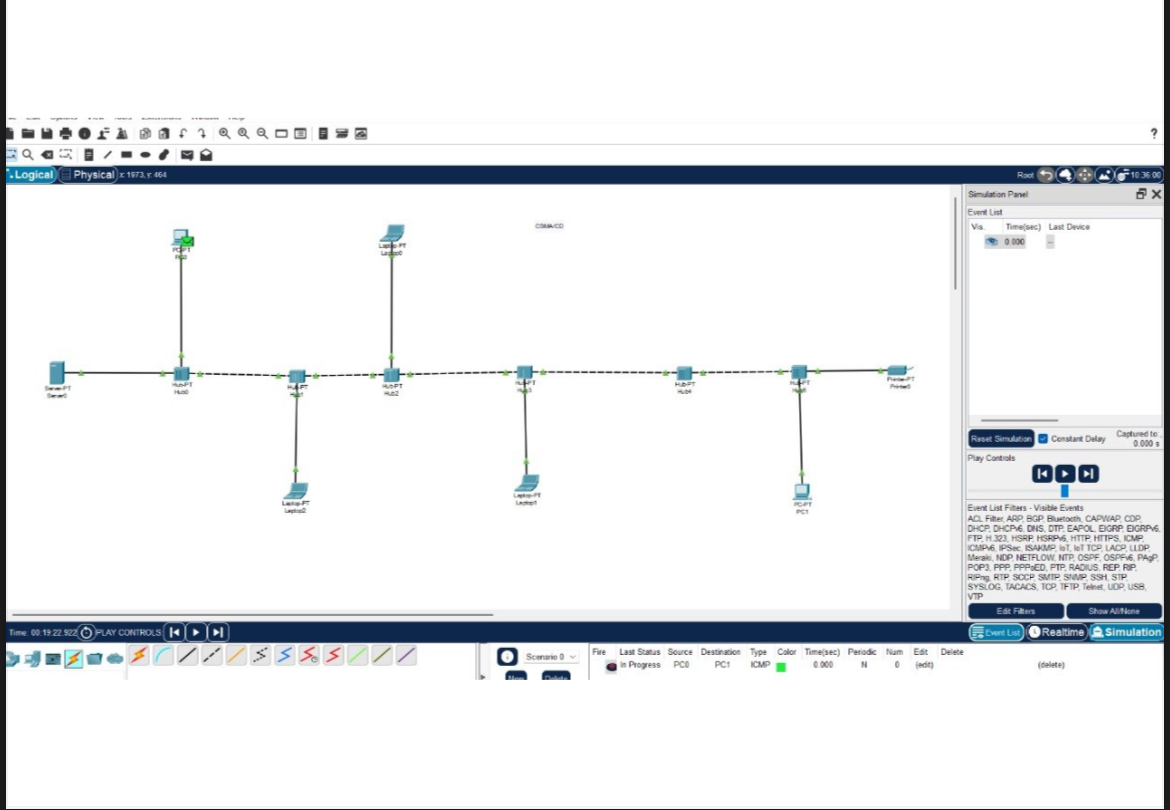 Logical Physical x: 1973, y: 464
Root 10:36:00
CSMA/CD
PC-PT
PC0
Laptop-PT
Laptop0
Server-PT
Server0
Hub-PT
Hub0
Hub-PT
Hub1
Hub-PT
Hub2
Hub-PT
Hub3
Hub-PT
Hub4
Hub-PT
Printer-PT
Printer0
Laptop-PT
Laptop2
Laptop-PT
Laptop1
PC-PT
PC1
Simulation Panel
Event List
Vis. Time(sec) Last Device
0.000 --
Reset Simulation Constant Delay Captured to:
0.000 s
Play Controls
Event List Filters - Visible Events
ACL Filter, ARP, BGP, Bluetooth, CAPWAP, CDP,
DHCP, DHCPv6, DNS, DTP, EAPOL, EIGRP, EIGRPv6,
FTP, H.323, HSRP, HSRPv6, HTTP, HTTPS, ICMP,
ICMPv6, IPSec, ISAKMP, IoT, IoT TCP, LACP, LLDP,
Meraki, NDP, NETFLOW, NTP, OSPF, OSPFv6, PAgP,
POP3, PPP, PPPoED, PTP, RADIUS, REP, RIP,
RIPng, RTP, SCCP, SMTP, SNMP, SSH, STP,
SYSLOG, TACACS, TCP, TFTP, Telnet, UDP, USB,
VTP
Edit Filters Show All/None
Time: 00:19:22.922 PLAY CONTROLS:
Event List Realtime Simulation
Scenario 0
New Delete
Fire Last Status Source Destination Type Color Time(sec) Periodic Num Edit Delete
In Progress PC0 PC1 ICMP 0.000 N 0 (edit) (delete)